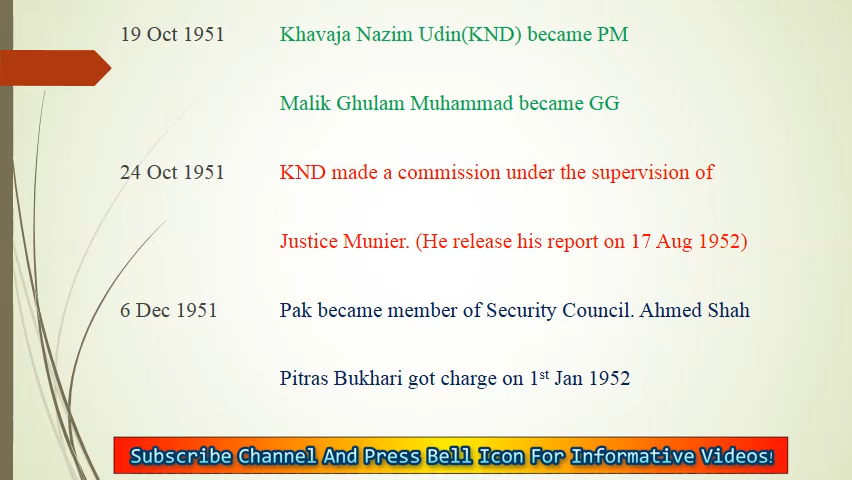 19 Oct 1951 Khavaja Nazim Udin(KND) became PM
Malik Ghulam Muhammad became GG
24 Oct 1951 KND made a commission under the supervision of
Justice Munier. (He release his report on 17 Aug 1952)
6 Dec 1951 Pak became member of Security Council. Ahmed Shah
Pitras Bukhari got charge on 1st Jan 1952
Subscribe Channel And Press Bell Icon For Informative Videos!